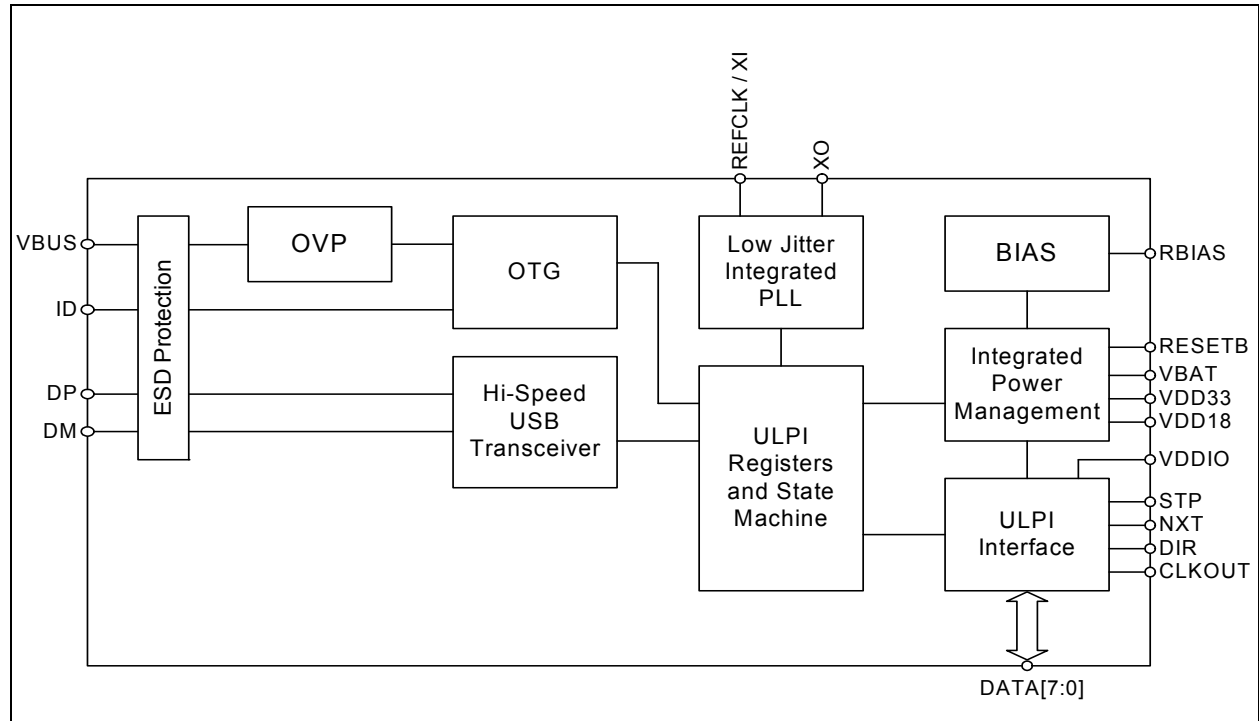 REFCLK / XI
XO
VBUS
ID
DP
DM
ESD Protection
OVP
OTG
Hi-Speed
USB
Transceiver
Low Jitter
Integrated
PLL
ULPI
Registers
and State
Machine
BIAS
Integrated
Power
Management
ULPI
Interface
RBIAS
RESETB
VBAT
VDD33
VDD18
VDDIO
STP
NXT
DIR
CLKOUT
DATA[7:0]